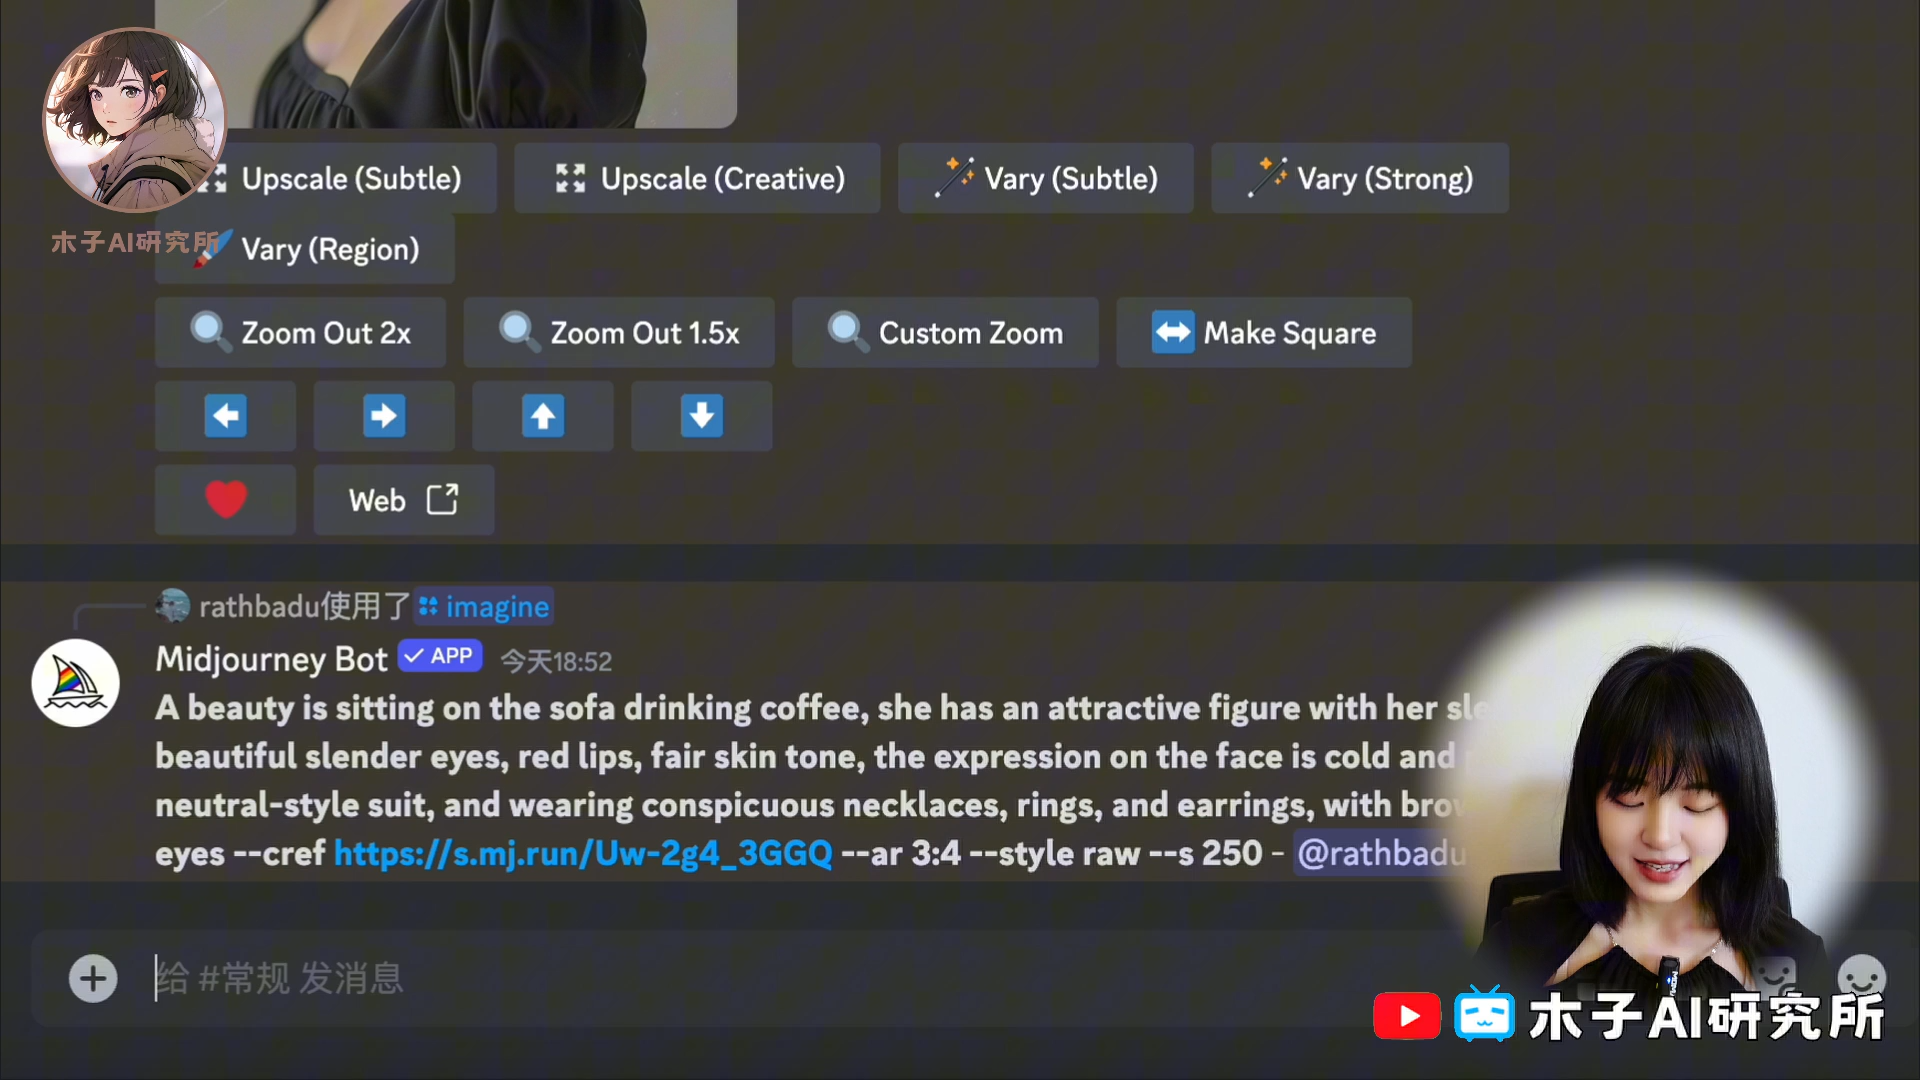 Upscale (Subtle)
Upscale (Creative)
Vary (Subtle)
Vary (Strong)
木子AI研究所
Vary (Region)
Zoom Out 2x
Zoom Out 1.5x
Custom Zoom
Make Square
Web
rathbadu使用了 imagine
Midjourney Bot APP 今天18:52
A beauty is sitting on the sofa drinking coffee, she has an attractive figure with her
beautiful slender eyes, red lips, fair skin tone, the expression on the face is cold and
neutral-style suit, and wearing conspicuous necklaces, rings, and earrings, with
eyes --cref https://s.mj.run/Uw-2g4_3GGQ --ar 3:4 --style raw --s 250 - @rathbadu
给 #常规 发消息
木子AI研究所